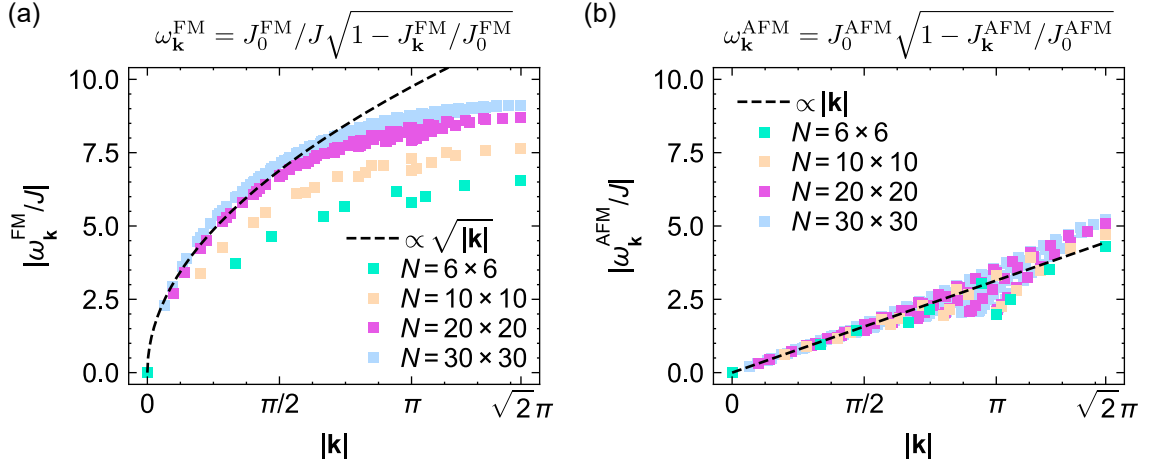 (a)
ω_k^FM = J_0^FM/J√(1 − J_k^FM/J_0^FM)
10.0
7.5
5.0
2.5
0.0
|ω_k^FM/J|
∝ √|k|
N = 6 × 6
N = 10 × 10
N = 20 × 20
N = 30 × 30
0
π/2
π
√2 π
|k|
(b)
ω_k^AFM = J_0^AFM√(1 − J_k^AFM/J_0^AFM)
10.0
7.5
5.0
2.5
0.0
|ω_k^AFM/J|
∝ |k|
N = 6 × 6
N = 10 × 10
N = 20 × 20
N = 30 × 30
0
π/2
π
√2 π
|k|